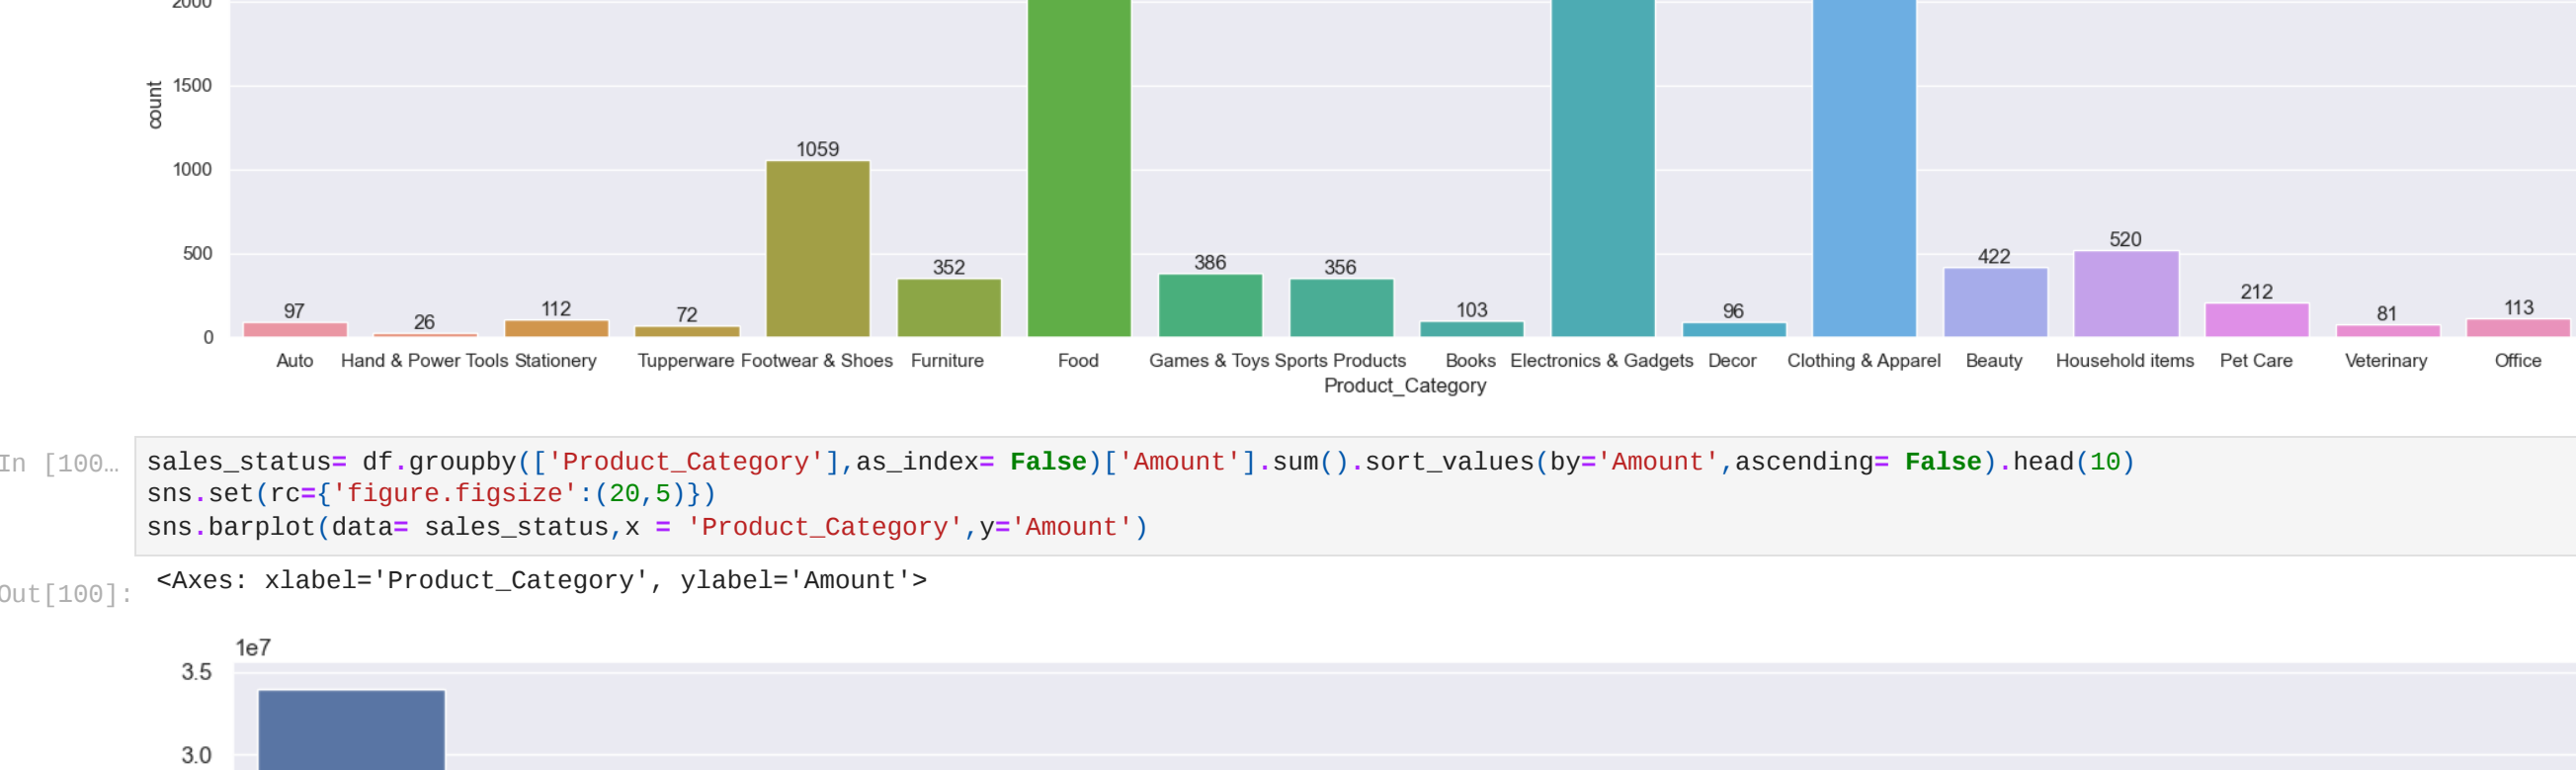 2000
1500
count
1059
1000
520
500
422
386
352
356
212
97
26
112
72
103
96
81
113
0
Auto Hand & Power Tools Stationery Tupperware Footwear & Shoes Furniture Food Games & Toys Sports Products Books Electronics & Gadgets Decor Clothing & Apparel Beauty Household items Pet Care Veterinary Office
Product_Category
In [100…
sales_status= df.groupby(['Product_Category'],as_index= False)['Amount'].sum().sort_values(by='Amount',ascending= False).head(10)
sns.set(rc={'figure.figsize':(20,5)})
sns.barplot(data= sales_status,x = 'Product_Category',y='Amount')
Out[100]:
<Axes: xlabel='Product_Category', ylabel='Amount'>
1e7
3.5
3.0